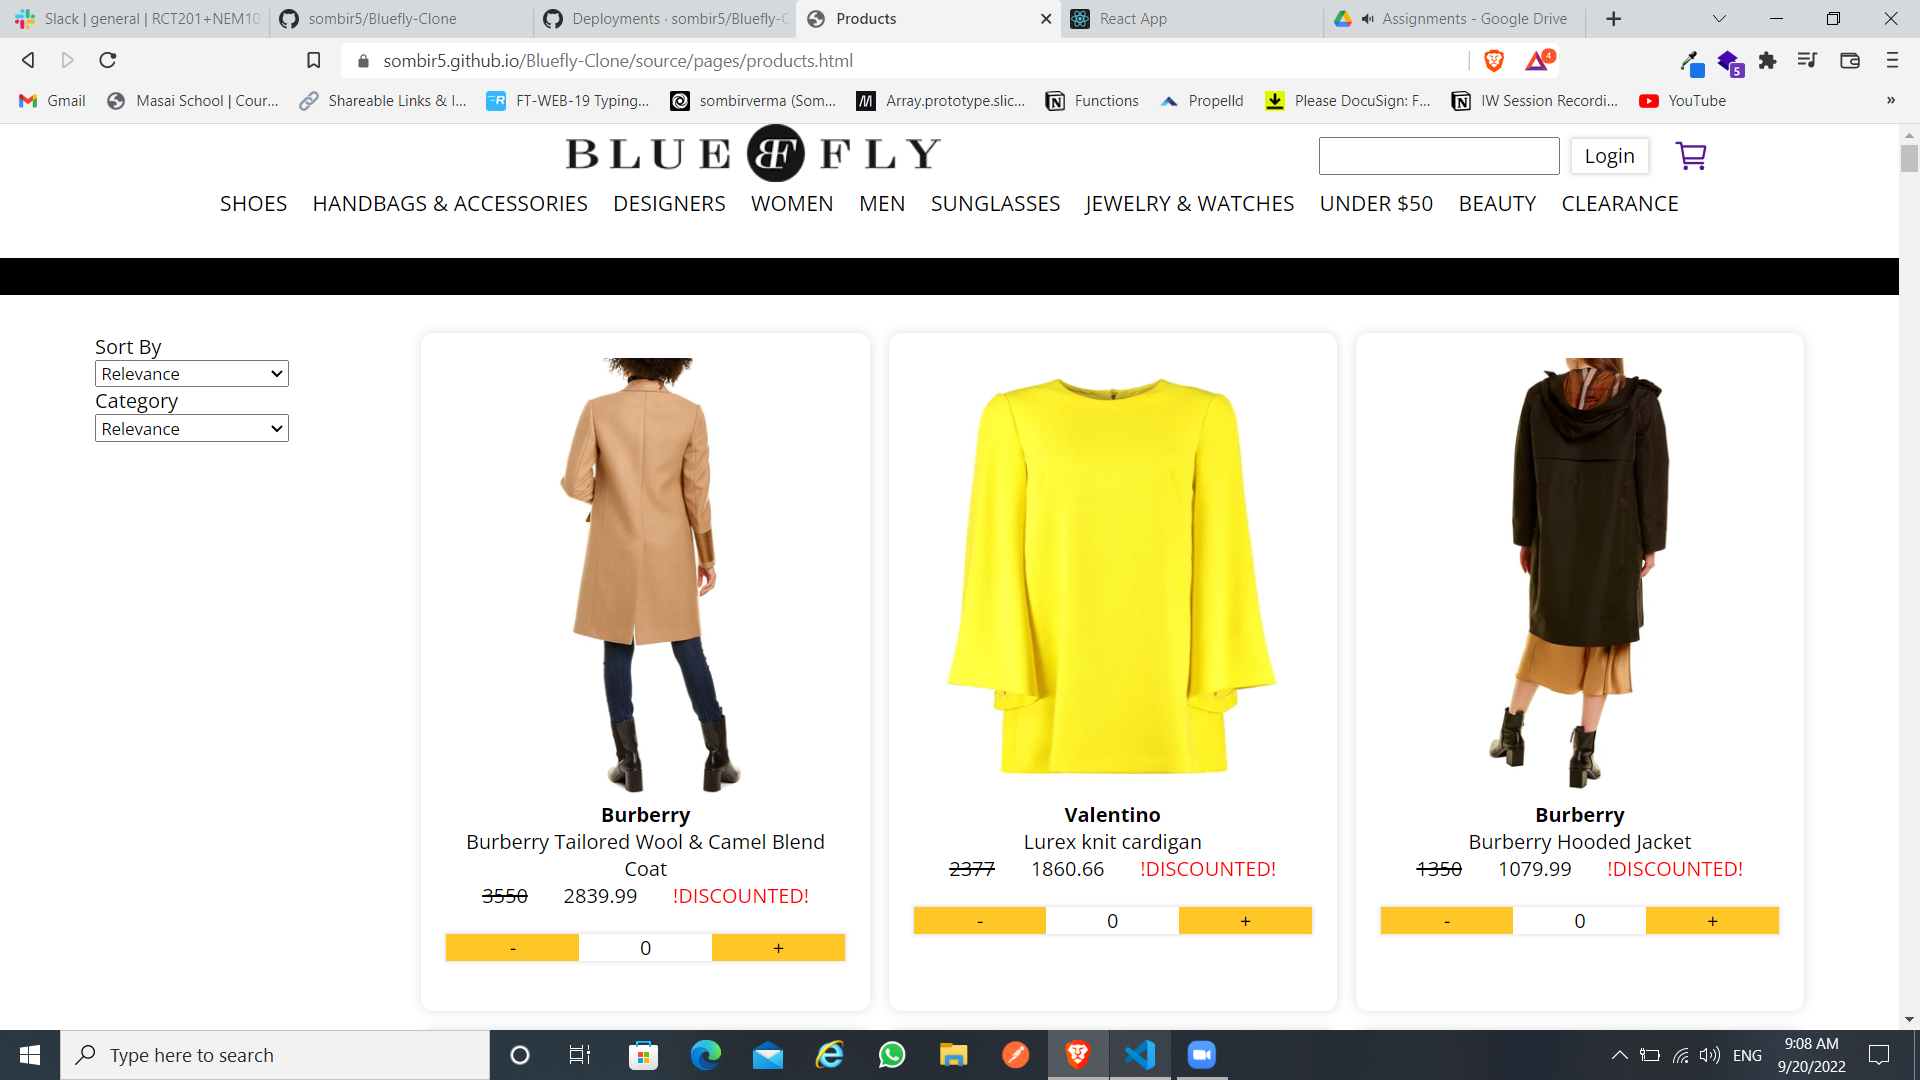 Slack | general | RCT201+NEM10
sombir5/Bluefly-Clone
Deployments · sombir5/Bluefly-C
Products
React App
Assignments - Google Drive
sombir5.github.io/Bluefly-Clone/source/pages/products.html
4
5
Gmail
Masai School | Cour...
Shareable Links & I...
FT-WEB-19 Typing...
sombirverma (Som...
Array.prototype.slic...
Functions
Propelld
Please DocuSign: F...
IW Session Recordi...
YouTube
»
BLUE BF FLY
Login
SHOES HANDBAGS & ACCESSORIES DESIGNERS WOMEN MEN SUNGLASSES JEWELRY & WATCHES UNDER $50 BEAUTY CLEARANCE
Sort By
Relevance
Category
Relevance
Burberry
Burberry Tailored Wool & Camel Blend
Coat
3550 2839.99 !DISCOUNTED!
- 0 +
Valentino
Lurex knit cardigan
2377 1860.66 !DISCOUNTED!
- 0 +
Burberry
Burberry Hooded Jacket
1350 1079.99 !DISCOUNTED!
- 0 +
Type here to search
ENG
9:08 AM
9/20/2022